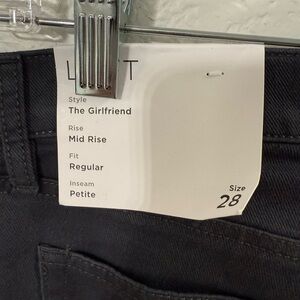 Style
The Girlfriend
Rise
Mid Rise
Fit
Regular
Inseam
Petite
Size
28